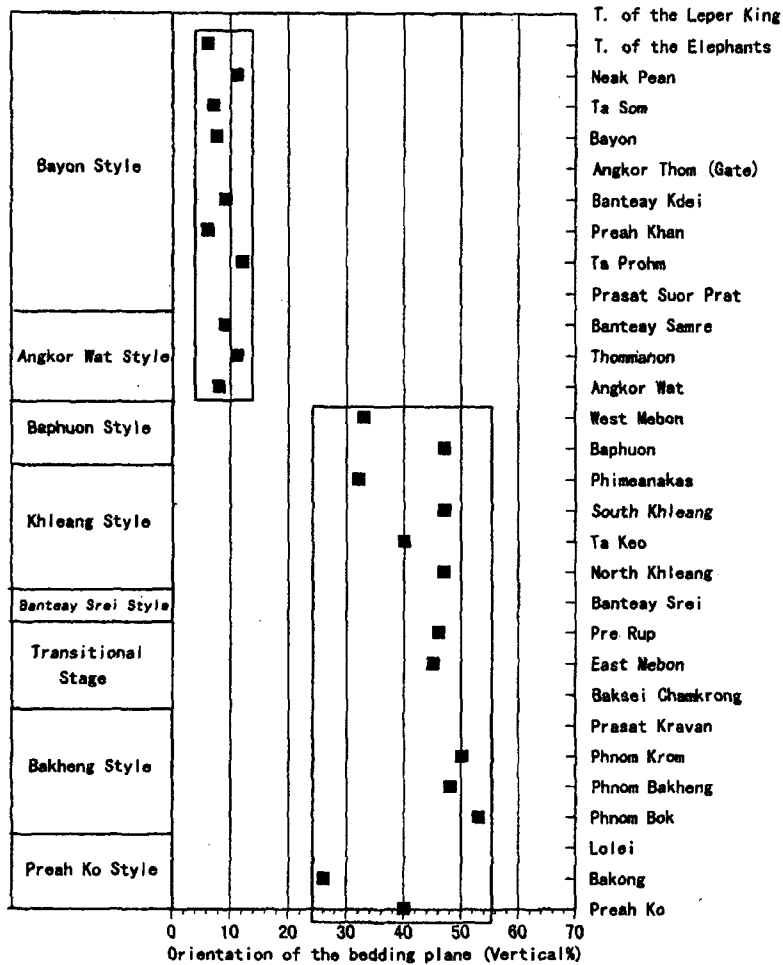 T. of the Leper King
T. of the Elephants
Neak Pean
Ta Som
Bayon
Angkor Thom (Gate)
Banteay Kdei
Preah Khan
Ta Prohm
Prasat Suor Prat
Banteay Samre
Thommanon
Angkor Wat
West Mebon
Baphuon
Phimeanakas
South Khleang
Ta Keo
North Khleang
Banteay Srei
Pre Rup
East Mebon
Baksei Chamkrong
Prasat Kravan
Phnom Krom
Phnom Bakheng
Phnom Bok
Lolei
Bakong
Preah Ko
Bayon Style
Angkor Wat Style
Baphuon Style
Khleang Style
Banteay Srei Style
Transitional
Stage
Bakheng Style
Preah Ko Style
0 10 20 30 40 50 60 70
Orientation of the bedding plane (Vertical%)